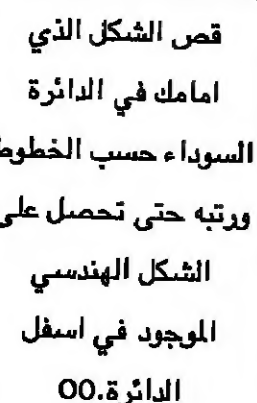 قص الشكل الذي
امامك في الدائرة
السوداء حسب الخطوط
ورتبه حتى تحصل على
الشكل الهندسي
الموجود في اسفل
الدائرة.00